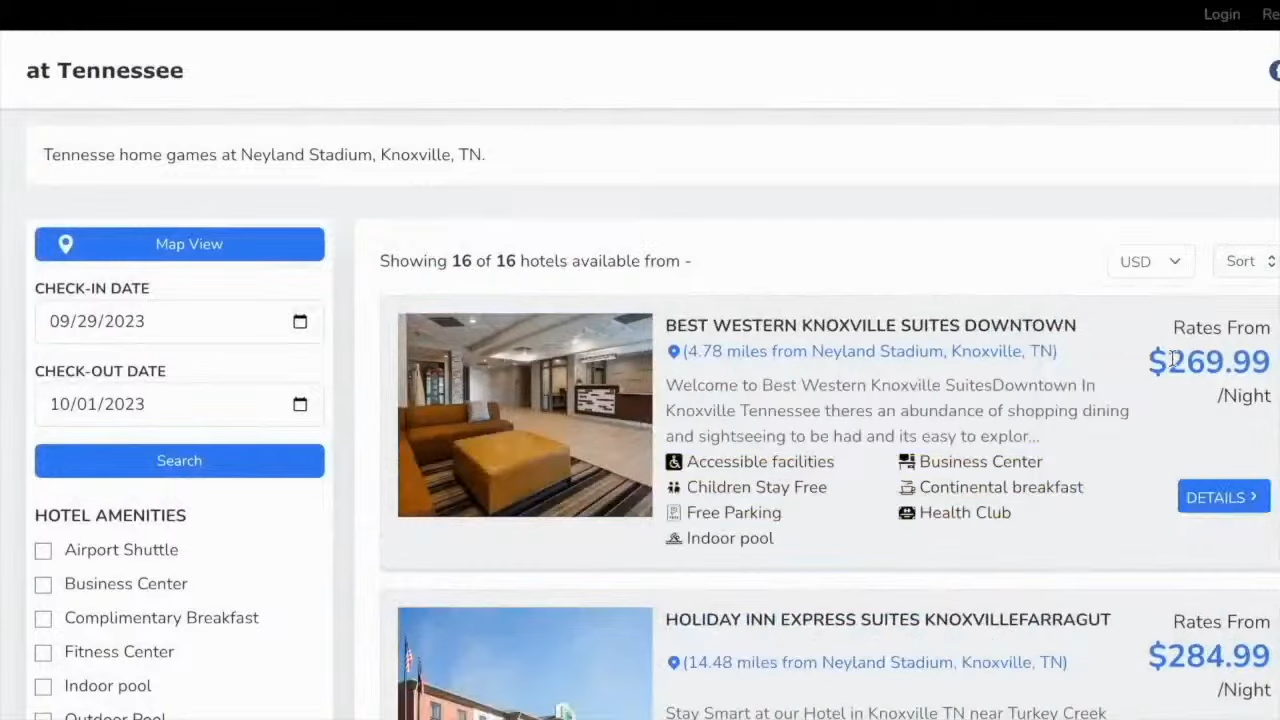 Login
at Tennessee
Tennesse home games at Neyland Stadium, Knoxville, TN.
Map View
CHECK-IN DATE
09/29/2023
CHECK-OUT DATE
10/01/2023
Search
HOTEL AMENITIES
Airport Shuttle
Business Center
Complimentary Breakfast
Fitness Center
Indoor pool
Outdoor Pool
Showing 16 of 16 hotels available from -
USD
Sort
BEST WESTERN KNOXVILLE SUITES DOWNTOWN
(4.78 miles from Neyland Stadium, Knoxville, TN)
Welcome to Best Western Knoxville SuitesDowntown In
Knoxville Tennessee theres an abundance of shopping dining
and sightseeing to be had and its easy to explor...
Accessible facilities
Business Center
Children Stay Free
Continental breakfast
Free Parking
Health Club
Indoor pool
Rates From
$269.99
/Night
DETAILS
HOLIDAY INN EXPRESS SUITES KNOXVILLEFARRAGUT
(14.48 miles from Neyland Stadium, Knoxville, TN)
Stay Smart at our Hotel in Knoxville TN near Turkey Creek
Rates From
$284.99
/Night